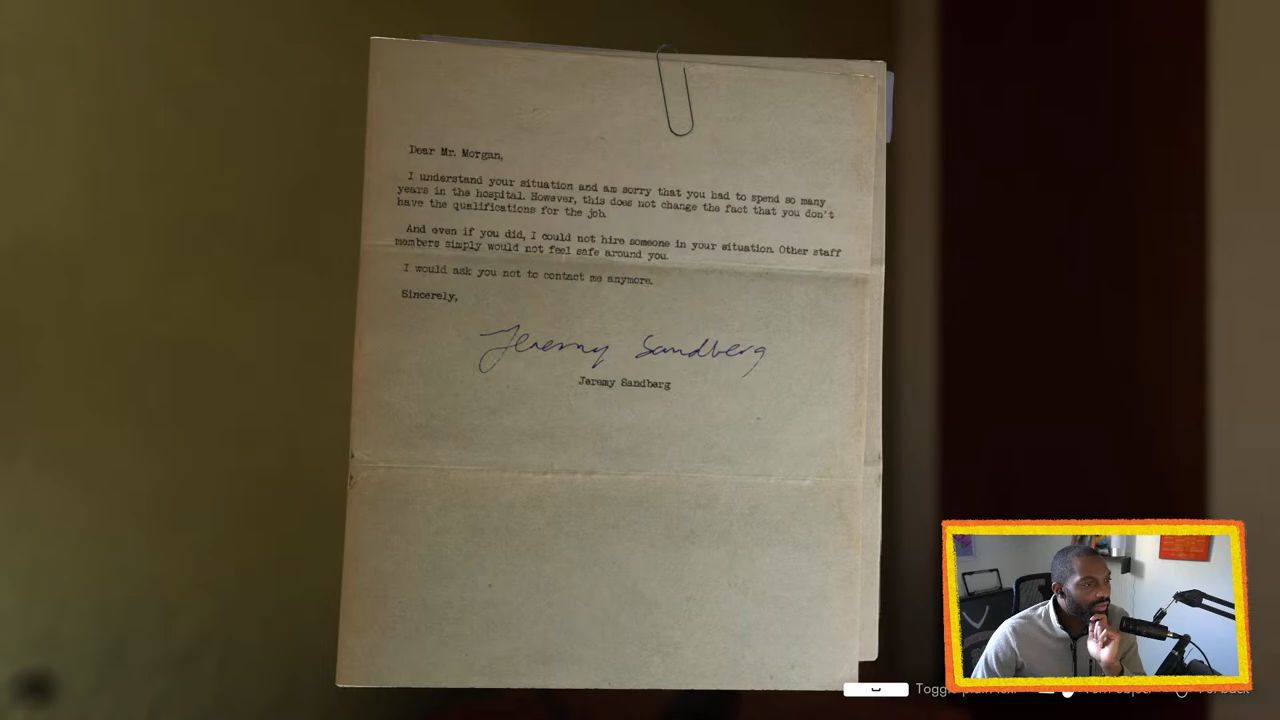 Dear Mr. Morgan,
I understand your situation and am sorry that you had to spend so many
years in the hospital. However, this does not change the fact that you don't
have the qualifications for the job.
And even if you did, I could not hire someone in your situation. Other staff
members simply would not feel safe around you.
I would ask you not to contact me anymore.
Sincerely,
Jeremy Sandberg
Jeremy Sandberg